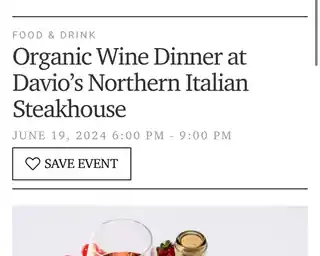 FOOD & DRINK
Organic Wine Dinner at
Davio’s Northern Italian
Steakhouse
JUNE 19, 2024 6:00 PM - 9:00 PM
SAVE EVENT